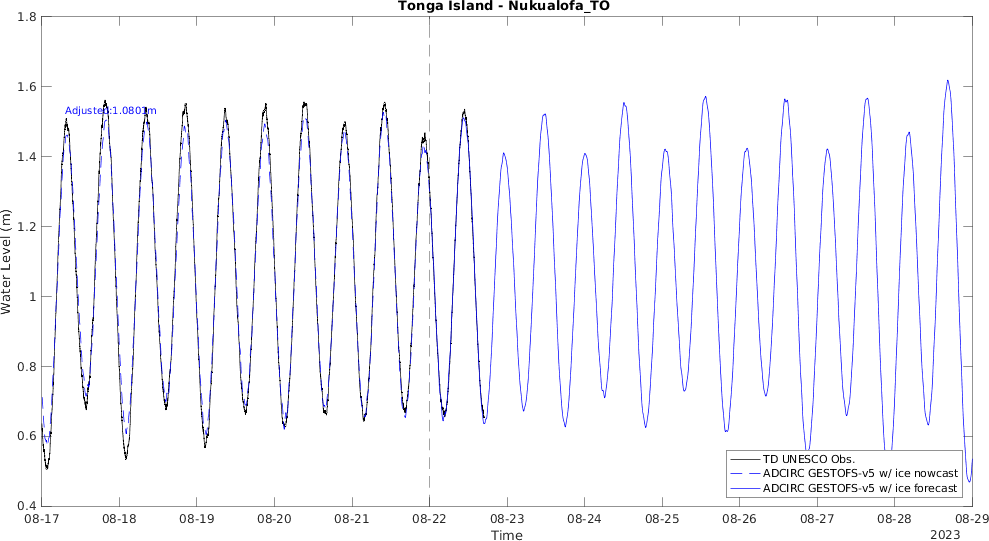 Tonga Island - Nukualofa_TO
1.8
1.6
1.4
1.2
1
0.8
0.6
0.4
Water Level (m)
Adjusted:1.0801m
TD UNESCO Obs.
ADCIRC GESTOFS-v5 w/ ice nowcast
ADCIRC GESTOFS-v5 w/ ice forecast
08-17 08-18 08-19 08-20 08-21 08-22 08-23 08-24 08-25 08-26 08-27 08-28 08-29
Time
2023